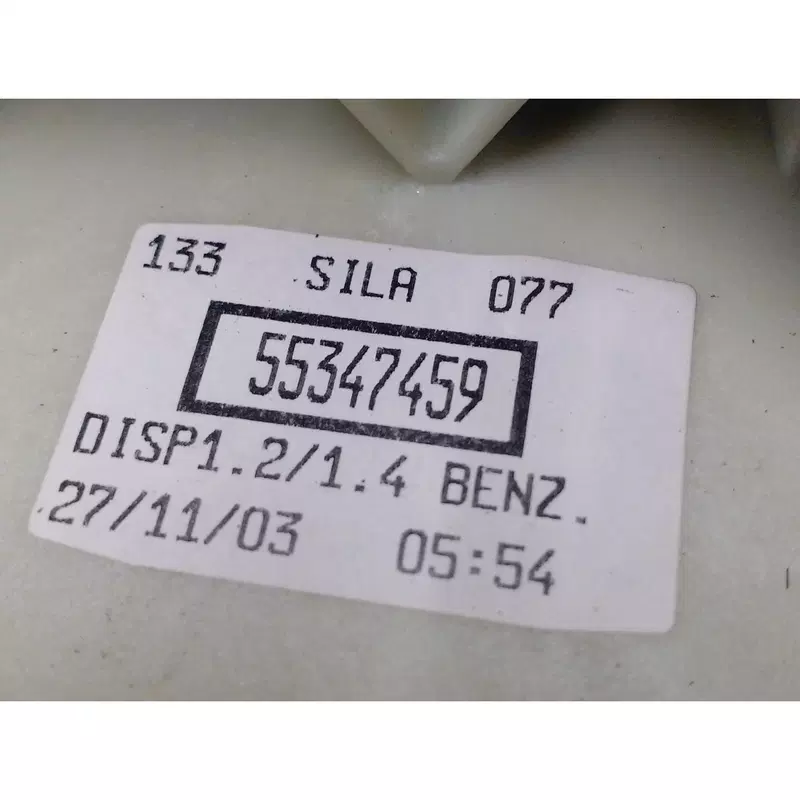 133 SILA 077
55347459
DISP1.2/1.4 BENZ.
27/11/03 05:54